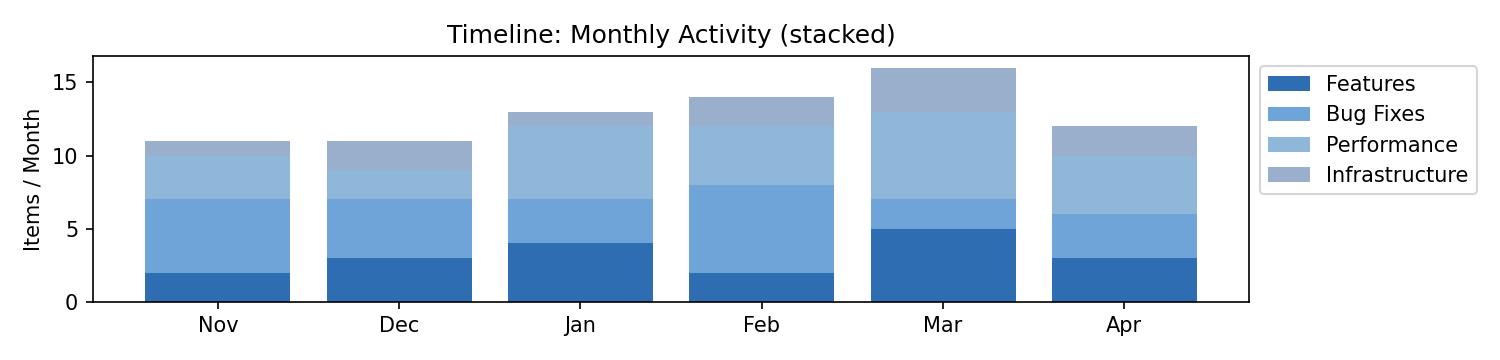 Timeline: Monthly Activity (stacked)
Items / Month
15
10
5
0
Nov Dec Jan Feb Mar Apr
Features
Bug Fixes
Performance
Infrastructure